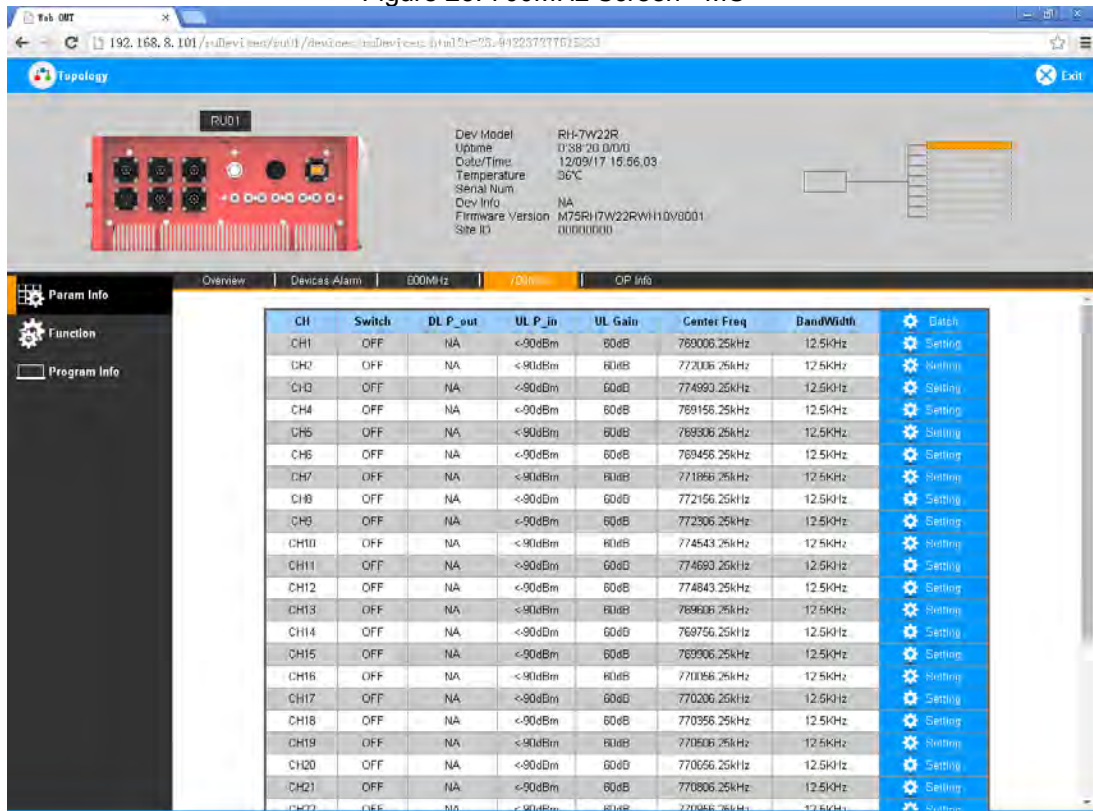 Tab OUT
192.168.8.101/
Topology
Exit
RU01
Dev Model RH-7W22R
Uptime 0:38:20.0/0/0
Date/Time 12/09/17 15:56:03
Temperature 36℃
Serial Num
Dev Info NA
Firmware Version M75RH7W22RWH10V8001
Site ID 00000000
Overview Devices Alarm 800MHz 700MHz OP Info
Param Info
Function
Program Info
CH Switch DL P_out UL P_in UL Gain Center Freq BandWidth Batch
CH1 OFF NA <-90dBm 60dB 769006.25kHz 12.5KHz Setting
CH2 OFF NA <-90dBm 60dB 772006.25kHz 12.5KHz Setting
CH3 OFF NA <-90dBm 60dB 774993.25kHz 12.5KHz Setting
CH4 OFF NA <-90dBm 60dB 769156.25kHz 12.5KHz Setting
CH5 OFF NA <-90dBm 60dB 769306.25kHz 12.5KHz Setting
CH6 OFF NA <-90dBm 60dB 769456.25kHz 12.5KHz Setting
CH7 OFF NA <-90dBm 60dB 771856.25kHz 12.5KHz Setting
CH8 OFF NA <-90dBm 60dB 772156.25kHz 12.5KHz Setting
CH9 OFF NA <-90dBm 60dB 772306.25kHz 12.5KHz Setting
CH10 OFF NA <-90dBm 60dB 774543.25kHz 12.5KHz Setting
CH11 OFF NA <-90dBm 60dB 774693.25kHz 12.5KHz Setting
CH12 OFF NA <-90dBm 60dB 774843.25kHz 12.5KHz Setting
CH13 OFF NA <-90dBm 60dB 769606.25kHz 12.5KHz Setting
CH14 OFF NA <-90dBm 60dB 769756.25kHz 12.5KHz Setting
CH15 OFF NA <-90dBm 60dB 769906.25kHz 12.5KHz Setting
CH16 OFF NA <-90dBm 60dB 770056.25kHz 12.5KHz Setting
CH17 OFF NA <-90dBm 60dB 770206.25kHz 12.5KHz Setting
CH18 OFF NA <-90dBm 60dB 770356.25kHz 12.5KHz Setting
CH19 OFF NA <-90dBm 60dB 770506.25kHz 12.5KHz Setting
CH20 OFF NA <-90dBm 60dB 770656.25kHz 12.5KHz Setting
CH21 OFF NA <-90dBm 60dB 770806.25kHz 12.5KHz Setting
CH22 OFF NA <-90dBm 60dB 770956.25kHz 12.5KHz Setting